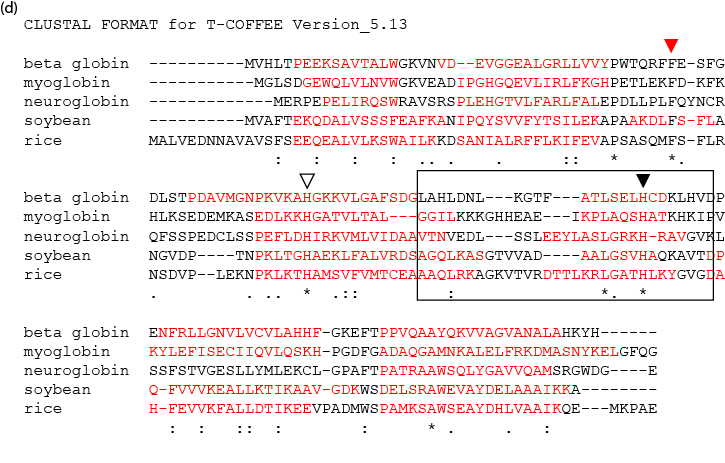 (d)
CLUSTAL FORMAT for T-COFFEE Version_5.13
beta globin ----------MVHLTPEEKSAVTALWGKVNVD--EVGGEALGRLLVVYPWTQRFFE-SFG
myoglobin -----------MGLSDGEWQLVLNVWGKVEADIPGHGQEVLIRLFKGHPETLEKFD-KFK
neuroglobin -------------MERPEPELIRQSWRAVSRSPLEHGTVLFARLFALEPDLLPLFQYNCR
soybean ----------MVAFTEKQDALVSSSFEAFKANIPQYSVVFYTSILEKAPAAKDLFS-FLA
rice MALVEDNNAVAVSFSEEQEALVLKSWAILKKDSANIALRFFLKIFEVAPSASQMFS-FLR
: : : : . . . : :: * *.
beta globin DLSTPDAVMGNPKVKAHGKKVLGAFSDGLAHLDNL---KGTF---ATLSELHCDKLHVDP
myoglobin HLKSEDEMKASEDLKKHGATVLTAL---GGILKKKGHHEAE---IKPLAQSHATKHKIPV
neuroglobin QFSSPEDCLSSPEFLDHIRKVMLVIDAAVTNVEDL---SSLEEYLASLGRKH-RAVGVKL
soybean NGVDP----TNPKLTGHAEKLFALVRDSAGQLKASGTVVAD----AALGSVHAQKAVTDP
rice NSDVP--LEKNPKLKTHAMSVFVMTCEAAAQLRKAGKVTVRDTTLKRLGATHLKYGVGDA
. . .. * .:: : *. *
beta globin ENFRLLGNVLVCVLAHHF-GKEFTPPVQAAYQKVVAGVANALAHKYH------
myoglobin KYLEFISECIIQVLQSKH-PGDFGADAQGAMNKALELFRKDMASNYKELGFQG
neuroglobin SSFSTVGESLLYMLEKCL-GPAFTPATRAAWSQLYGAVVQAMSRGWDG----E
soybean Q-FVVVKEALLKTIKAAV-GDKWSDELSRAWEVAYDELAAAIKKA--------
rice H-FEVVKFALLDTIKEEVPADMWSPAMKSAWSEAYDHLVAAIKQE---MKPAE
: : :: : : * . . :